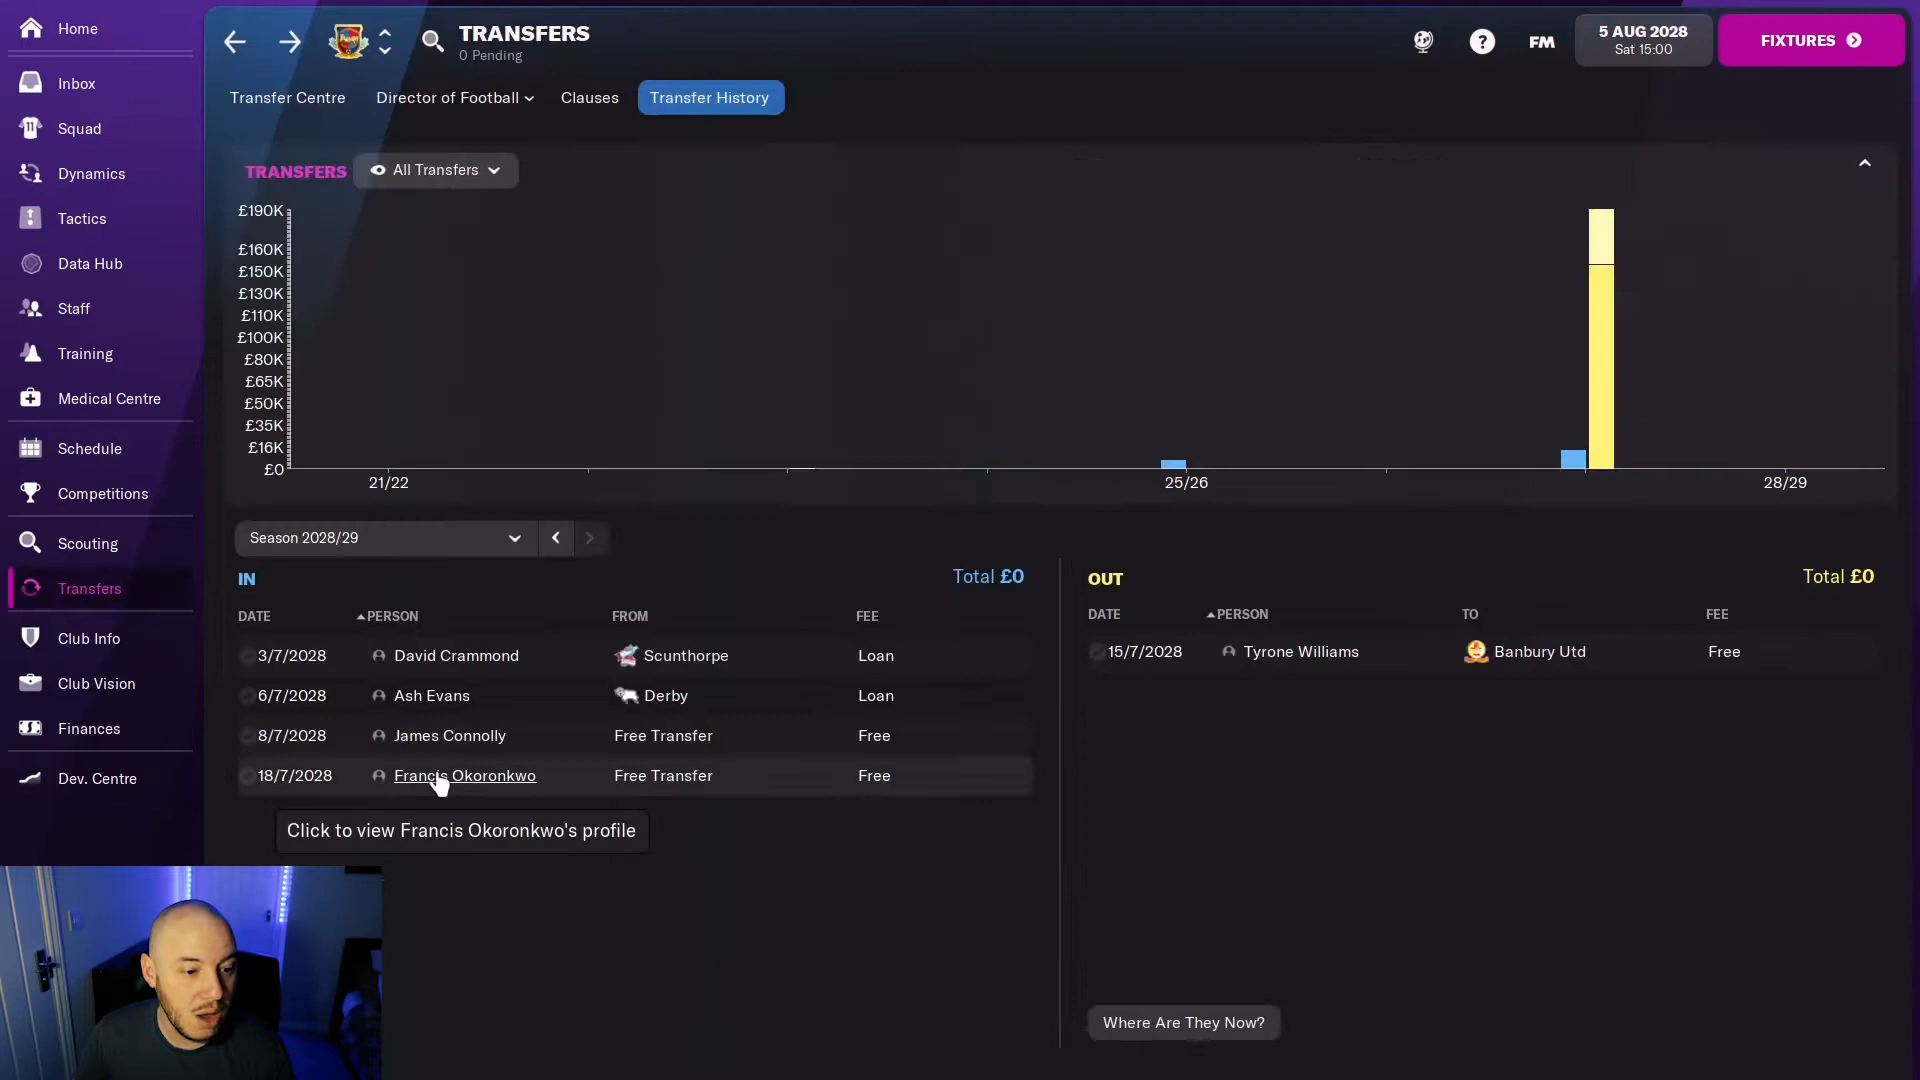 Home
Inbox
Squad
Dynamics
Tactics
Data Hub
Staff
Training
Medical Centre
Schedule
Competitions
Scouting
Transfers
Club Info
Club Vision
Finances
Dev. Centre
TRANSFERS
0 Pending
FM
5 AUG 2028
Sat 15:00
FIXTURES
Transfer Centre
Director of Football
Clauses
Transfer History
TRANSFERS
All Transfers
£190K
£160K
£150K
£130K
£110K
£100K
£80K
£65K
£50K
£35K
£16K
£0
21/22
25/26
28/29
Season 2028/29
IN
Total £0
DATE PERSON FROM FEE
3/7/2028 David Crammond Scunthorpe Loan
6/7/2028 Ash Evans Derby Loan
8/7/2028 James Connolly Free Transfer Free
18/7/2028 Francis Okoronkwo Free Transfer Free
Click to view Francis Okoronkwo's profile
OUT
Total £0
DATE PERSON TO FEE
15/7/2028 Tyrone Williams Banbury Utd Free
Where Are They Now?